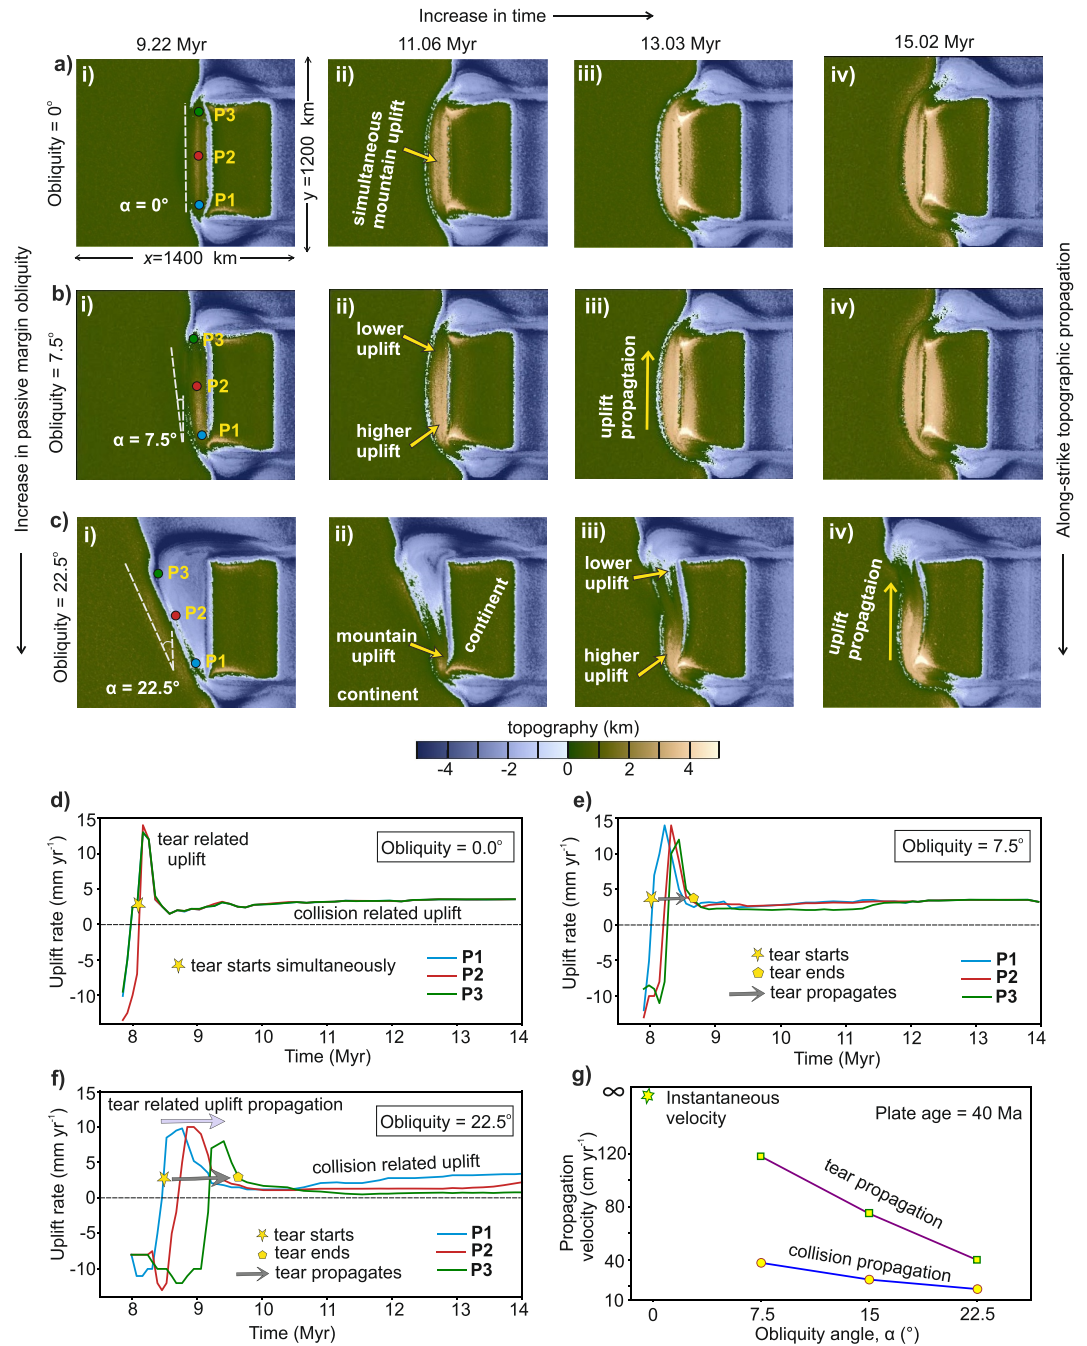 Increase in time
9.22 Myr
11.06 Myr
13.03 Myr
15.02 Myr
a)
i)
ii)
iii)
iv)
Obliquity = 0°
P3
P2
P1
α = 0°
y =1200 km
x=1400 km
simultaneous
mountain uplift
Increase in passive margin obliquity
Along-strike topographic propagation
b)
i)
ii)
iii)
iv)
Obliquity = 7.5°
P3
P2
P1
α = 7.5°
lower
uplift
higher
uplift
uplift
propagtaion
c)
i)
ii)
iii)
iv)
Obliquity = 22.5°
P3
P2
P1
α = 22.5°
mountain
uplift
continent
continent
lower
uplift
higher
uplift
uplift
propagtaion
topography (km)
-4
-2
0
2
4
d)
Uplift rate (mm yr⁻¹)
15
10
5
0
-5
-10
tear related
uplift
Obliquity = 0.0°
collision related uplift
tear starts simultaneously
P1
P2
P3
8
9
10
11
12
13
14
Time (Myr)
e)
Uplift rate (mm yr⁻¹)
15
10
5
0
-5
-10
Obliquity = 7.5°
tear starts
tear ends
tear propagates
P1
P2
P3
8
9
10
11
12
13
14
Time (Myr)
f)
Uplift rate (mm yr⁻¹)
15
10
5
0
-5
-10
tear related uplift propagation
Obliquity = 22.5°
collision related uplift
tear starts
tear ends
tear propagates
P1
P2
P3
8
9
10
11
12
13
14
Time (Myr)
g)
Propagation
velocity (cm yr⁻¹)
∞
120
80
40
10
Instantaneous
velocity
Plate age = 40 Ma
tear propagation
collision propagation
0
7.5
15
22.5
Obliquity angle, α (°)